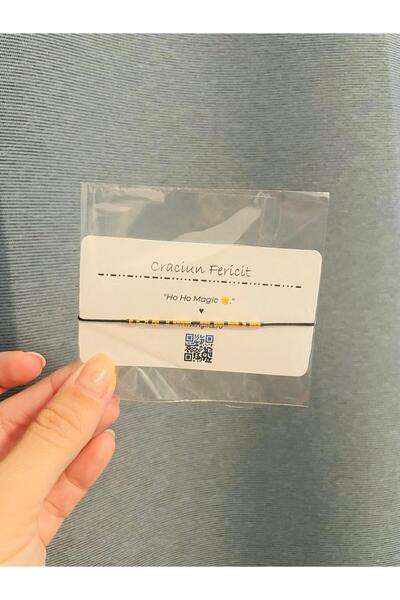 Craciun Fericit
"Ho Ho Magic 🌟."
♥